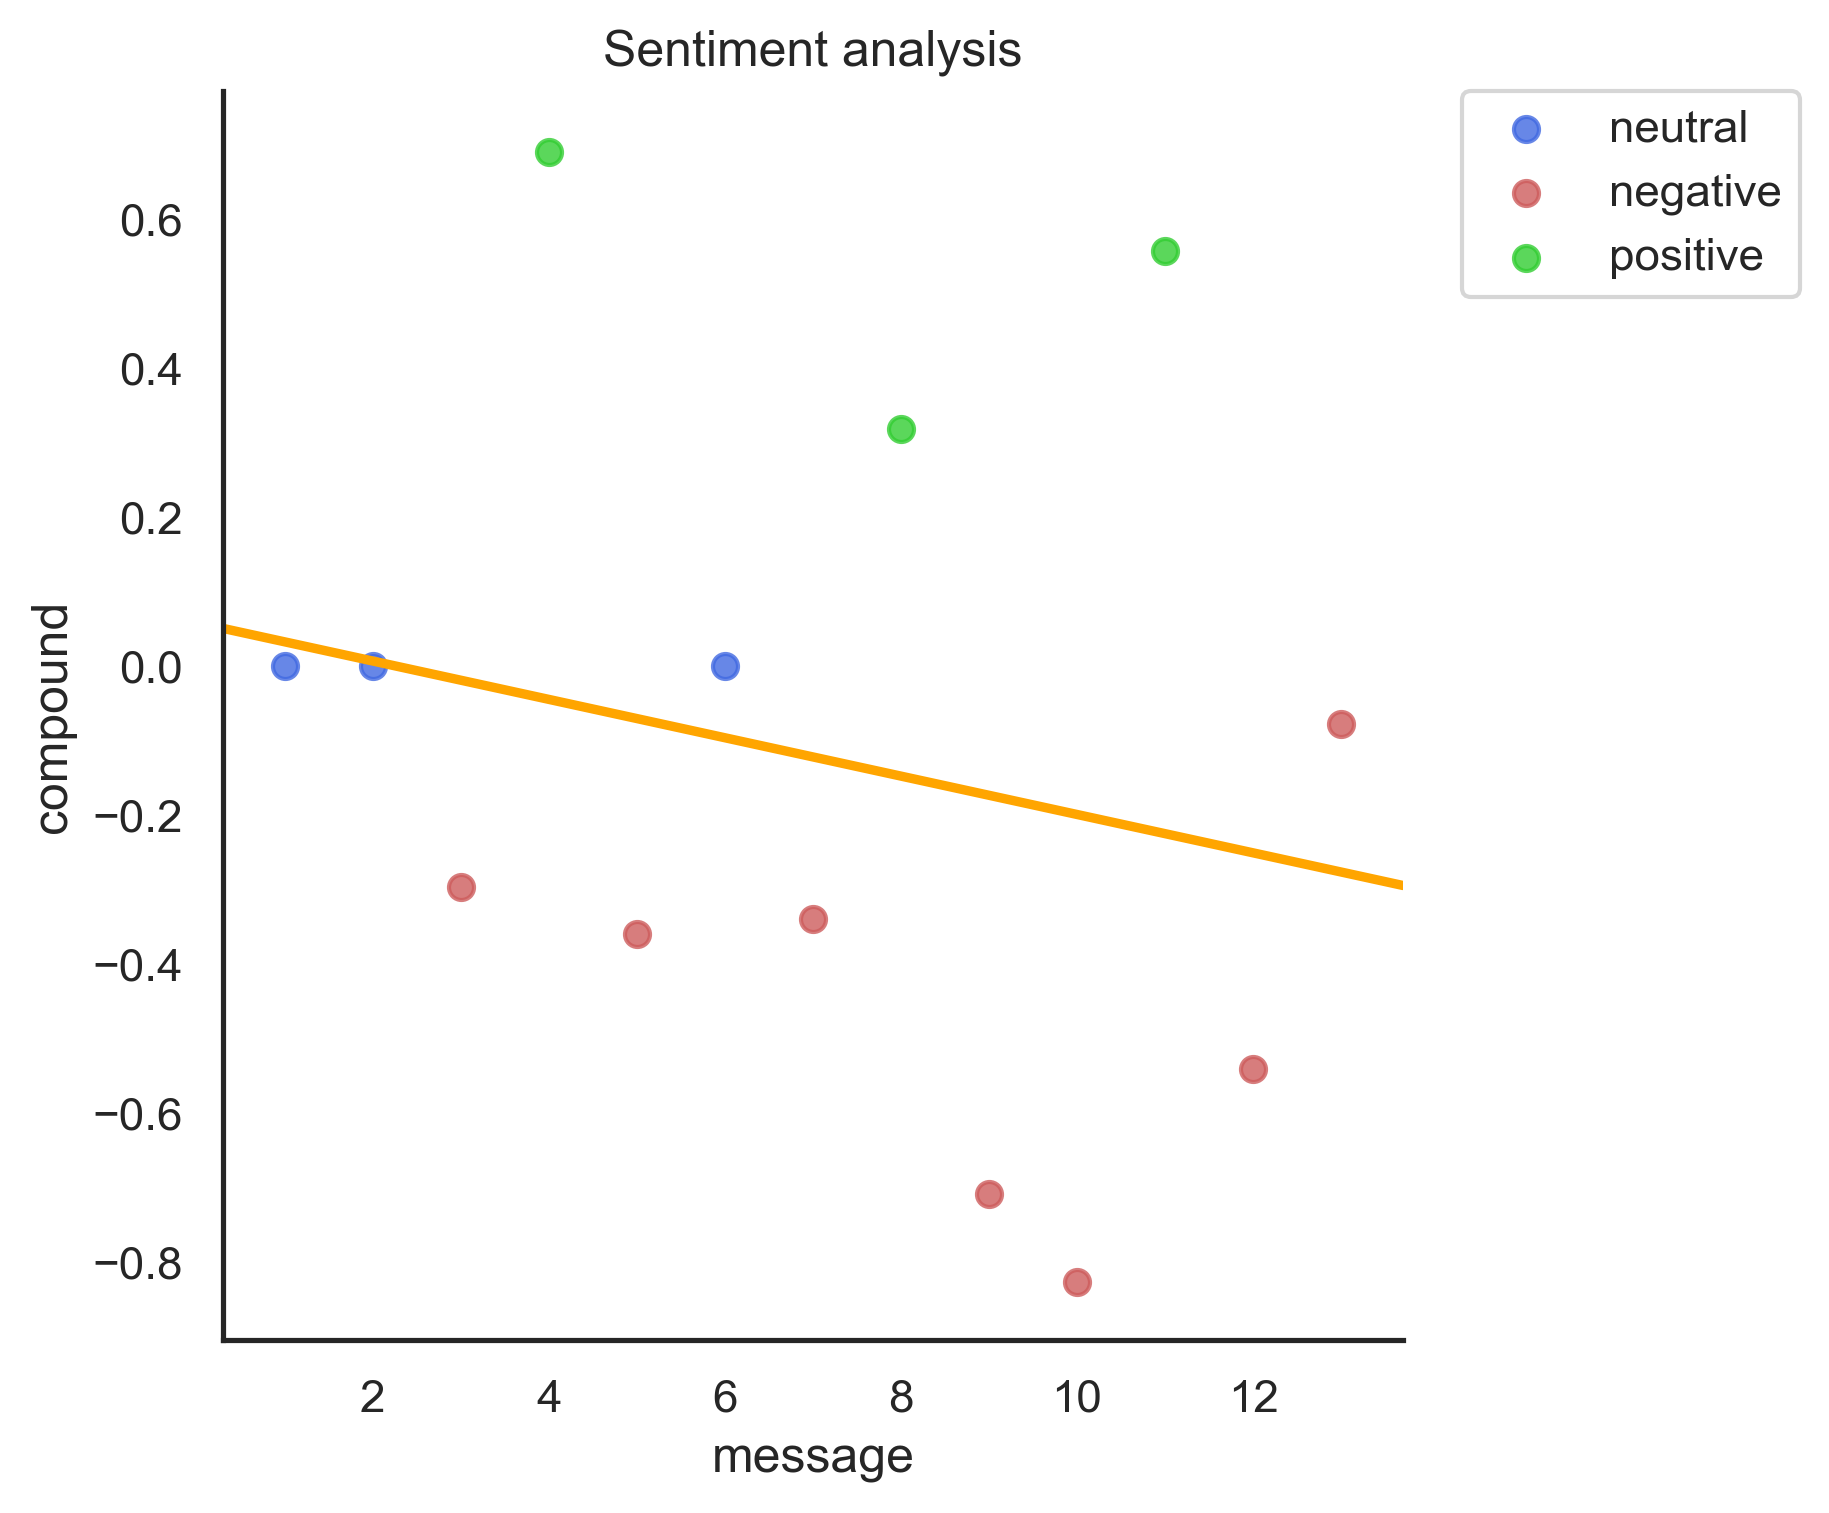 Sentiment analysis
neutral
negative
positive
0.6
0.4
0.2
0.0
−0.2
−0.4
−0.6
−0.8
compound
2 4 6 8 10 12
message